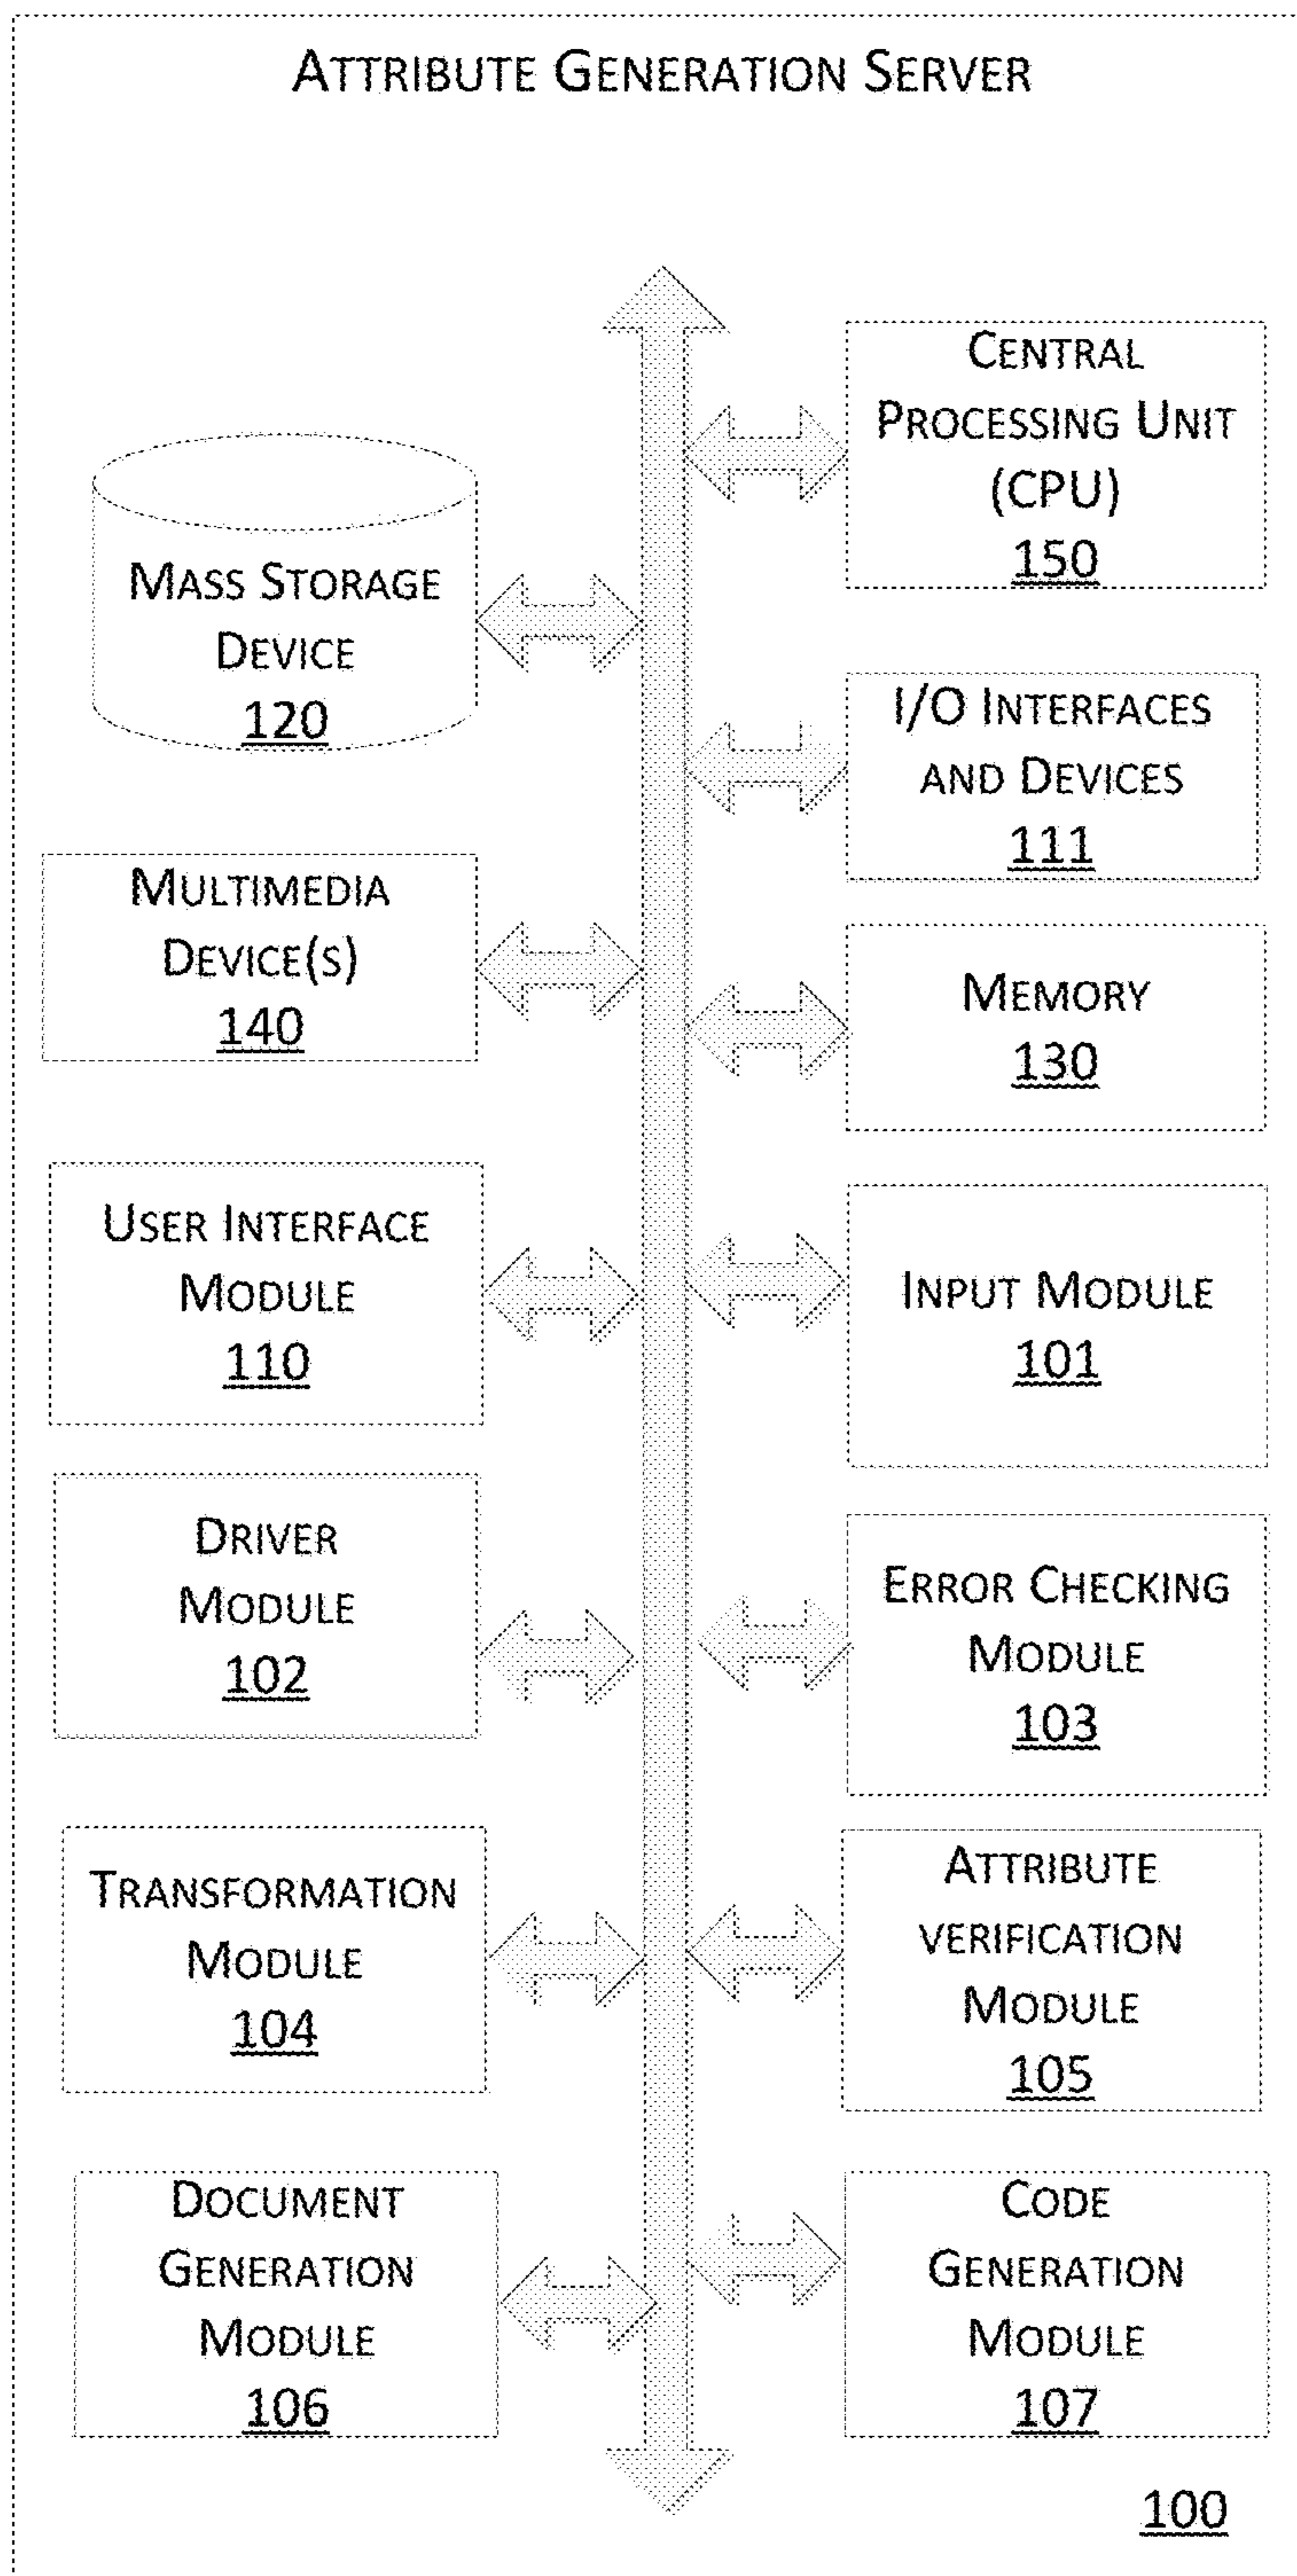 ATTRIBUTE GENERATION SERVER
CENTRAL
PROCESSING UNIT
(CPU)
150
MASS STORAGE
DEVICE
120
I/O INTERFACES
AND DEVICES
111
MULTIMEDIA
DEVICE(S)
140
MEMORY
130
USER INTERFACE
MODULE
110
INPUT MODULE
101
DRIVER
MODULE
102
ERROR CHECKING
MODULE
103
TRANSFORMATION
MODULE
104
ATTRIBUTE
VERIFICATION
MODULE
105
DOCUMENT
GENERATION
MODULE
106
CODE
GENERATION
MODULE
107
100